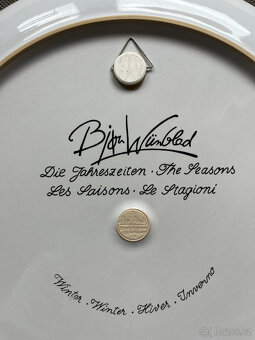 Bjørn Wiinblad
Die Jahreszeiten · The Seasons
Les Saisons · Le Stagioni
Winter · Winter · Hiver · Inverno